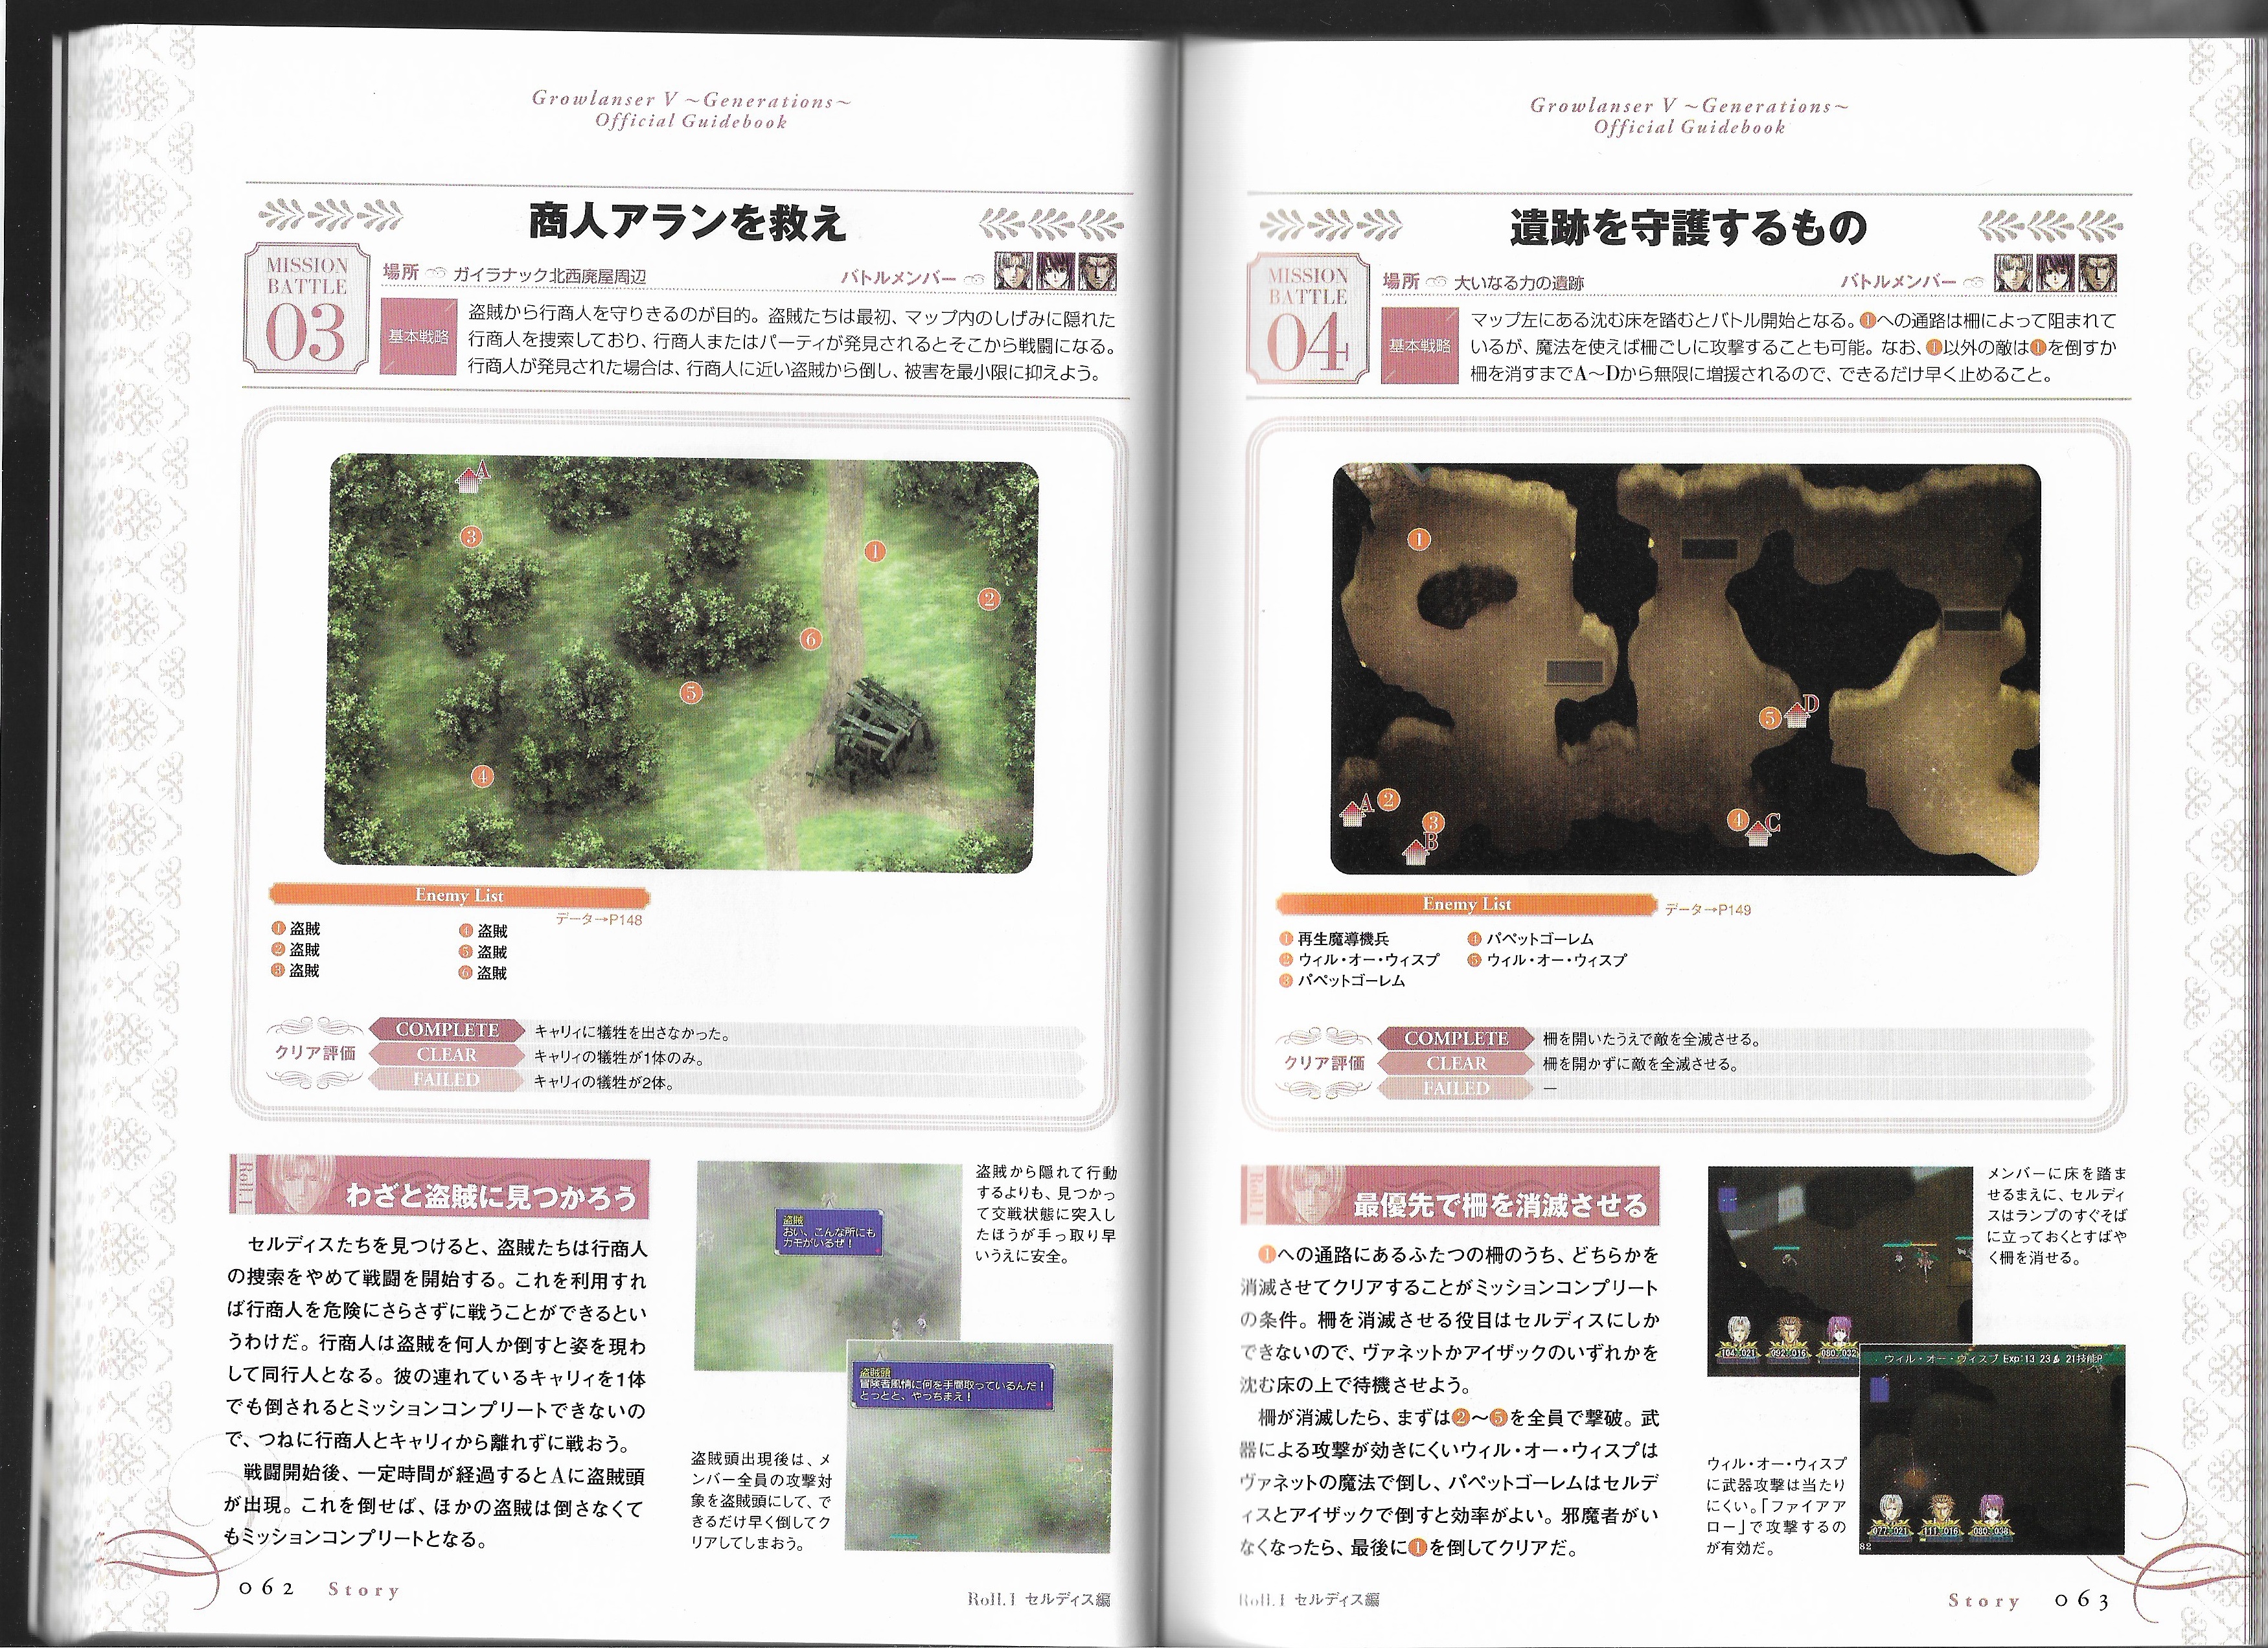 Growlanser V ～Generations～
Official Guidebook
商人アランを救え
MISSION
BATTLE
03
場所 ガイラナック北西廃屋周辺
バトルメンバー
基本戦略
盗賊から行商人を守りきるのが目的。盗賊たちは最初、マップ内のしげみに隠れた
行商人を捜索しており、行商人またはパーティが発見されるとそこから戦闘になる。
行商人が発見された場合は、行商人に近い盗賊から倒し、被害を最小限に抑えよう。
A
3
1
2
6
5
4
Enemy List
データ→P148
❶盗賊
❷盗賊
❸盗賊
❹盗賊
❺盗賊
❻盗賊
クリア評価
COMPLETE キャリィに犠牲を出さなかった。
CLEAR キャリィの犠牲が1体のみ。
FAILED キャリィの犠牲が2体。
Roll.1
わざと盗賊に見つかろう
セルディスたちを見つけると、盗賊たちは行商人
の捜索をやめて戦闘を開始する。これを利用すれ
ば行商人を危険にさらさずに戦うことができるとい
うわけだ。行商人は盗賊を何人か倒すと姿を現わ
して同行人となる。彼の連れているキャリィを1体
でも倒されるとミッションコンプリートできないの
で、つねに行商人とキャリィから離れずに戦おう。
戦闘開始後、一定時間が経過するとAに盗賊頭
が出現。これを倒せば、ほかの盗賊は倒さなくて
もミッションコンプリートとなる。
盗賊
おい、こんな所にも
カモがいるぜ！
盗賊から隠れて行動
するよりも、見つかっ
て交戦状態に突入し
たほうが手っ取り早
いうえに安全。
盗賊頭
冒険者風情に何を手間取っているんだ！
とっとと、やっちまえ！
盗賊頭出現後は、メ
ンバー全員の攻撃対
象を盗賊頭にして、で
きるだけ早く倒してク
リアしてしまおう。
062 Story
Roll.1 セルディス編
Growlanser V ～Generations～
Official Guidebook
遺跡を守護するもの
MISSION
BATTLE
04
場所 大いなる力の遺跡
バトルメンバー
基本戦略
マップ左にある沈む床を踏むとバトル開始となる。❶への通路は柵によって阻まれて
いるが、魔法を使えば柵ごしに攻撃することも可能。なお、❶以外の敵は❶を倒すか
柵を消すまでA～Dから無限に増援されるので、できるだけ早く止めること。
1
5 D
A 2
3
B
4 C
Enemy List
データ→P149
❶再生魔導機兵
❷ウィル・オー・ウィスプ
❸パペットゴーレム
❹パペットゴーレム
❺ウィル・オー・ウィスプ
クリア評価
COMPLETE 柵を開いたうえで敵を全滅させる。
CLEAR 柵を開かずに敵を全滅させる。
FAILED ―
Roll.1
最優先で柵を消滅させる
❶への通路にあるふたつの柵のうち、どちらかを
消滅させてクリアすることがミッションコンプリート
の条件。柵を消滅させる役目はセルディスにしか
できないので、ヴァネットかアイザックのいずれかを
沈む床の上で待機させよう。
柵が消滅したら、まずは❷～❺を全員で撃破。武
器による攻撃が効きにくいウィル・オー・ウィスプは
ヴァネットの魔法で倒し、パペットゴーレムはセルデ
ィスとアイザックで倒すと効率がよい。邪魔者がい
なくなったら、最後に❶を倒してクリアだ。
メンバーに床を踏ま
せるまえに、セルディ
スはランプのすぐそば
に立っておくとすばや
く柵を消せる。
104 021
092 016
080 032
ウィル・オー・ウィスプ Exp'13 23 21技能P
077 021
111 016
080 036
82
ウィル・オー・ウィスプ
に武器攻撃は当たり
にくい。「ファイアア
ロー」で攻撃するの
が有効だ。
Roll.1 セルディス編
Story 063